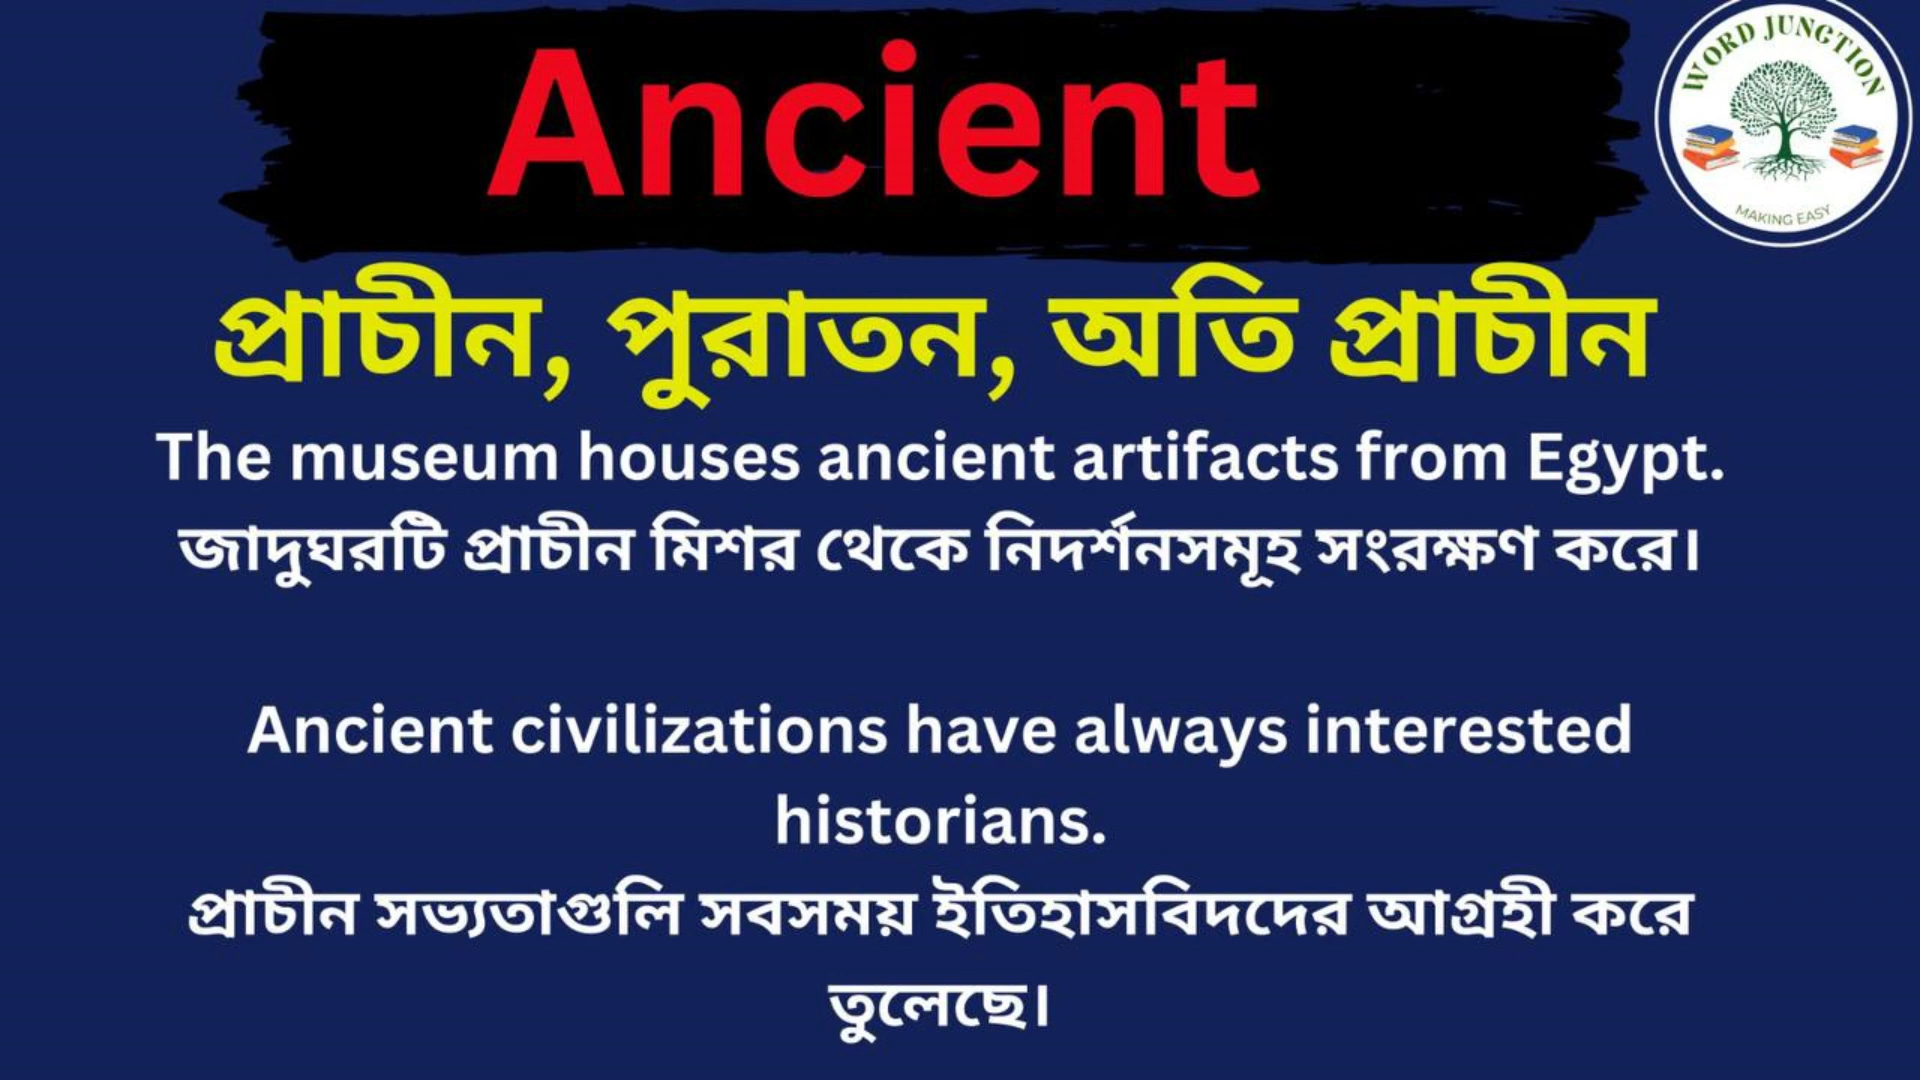 Ancient
WORD JUNCTION
MAKING EASY
প্রাচীন, পুরাতন, অতি প্রাচীন
The museum houses ancient artifacts from Egypt.
জাদুঘরটি প্রাচীন মিশর থেকে নিদর্শনসমূহ সংরক্ষণ করে।
Ancient civilizations have always interested
historians.
প্রাচীন সভ্যতাগুলি সবসময় ইতিহাসবিদদের আগ্রহী করে
তুলেছে।